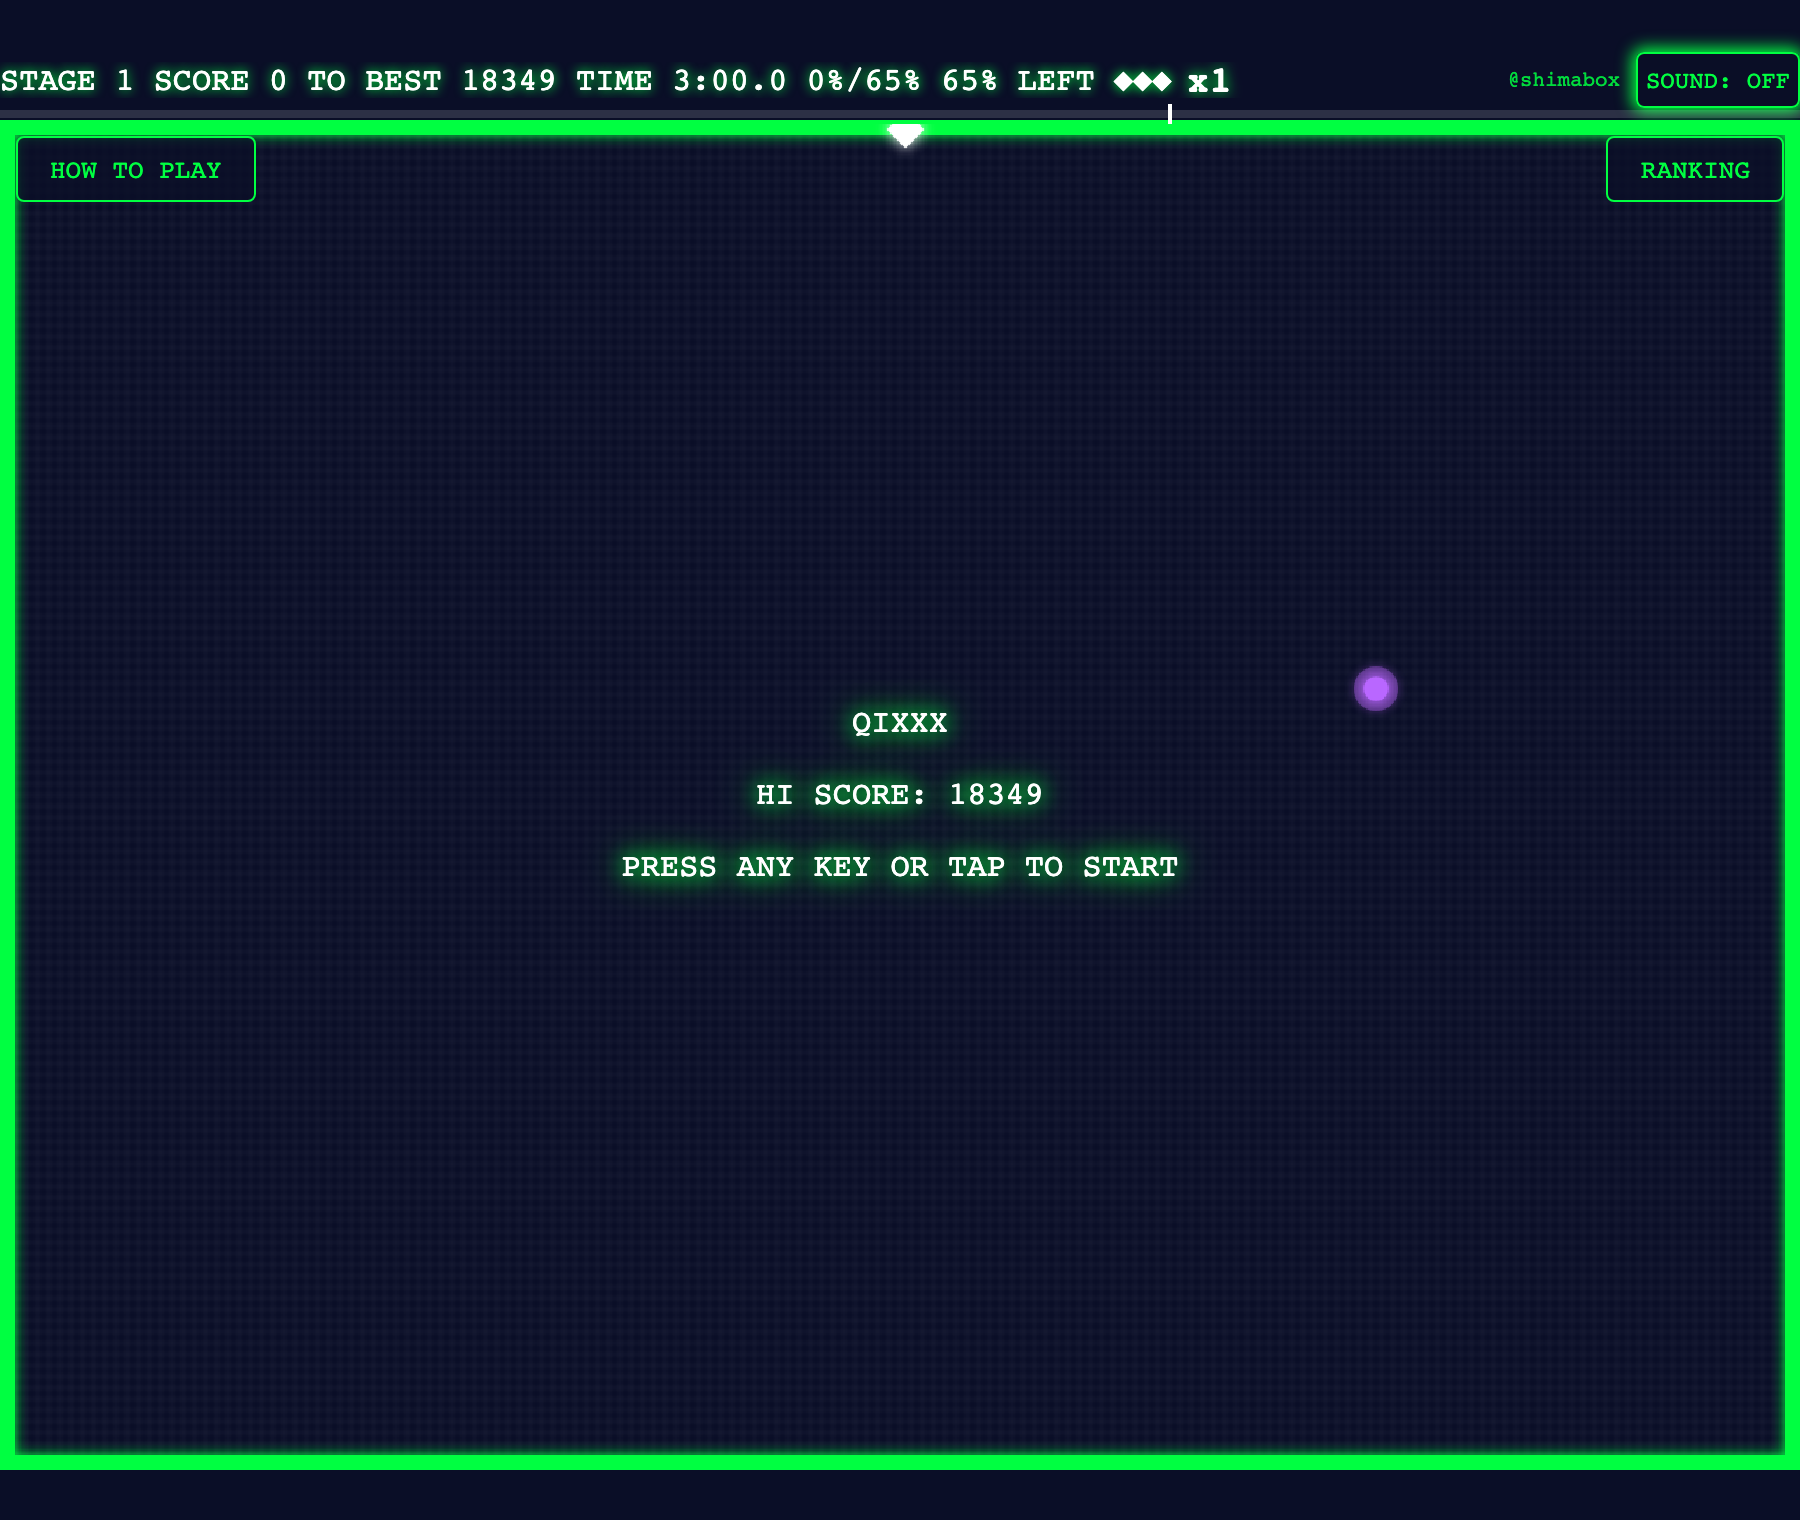 STAGE 1 SCORE 0 TO BEST 18349 TIME 3:00.0 0%/65% 65% LEFT ◆◆◆ x1 @shimabox SOUND: OFF
HOW TO PLAY RANKING
QIXXX
HI SCORE: 18349
PRESS ANY KEY OR TAP TO START